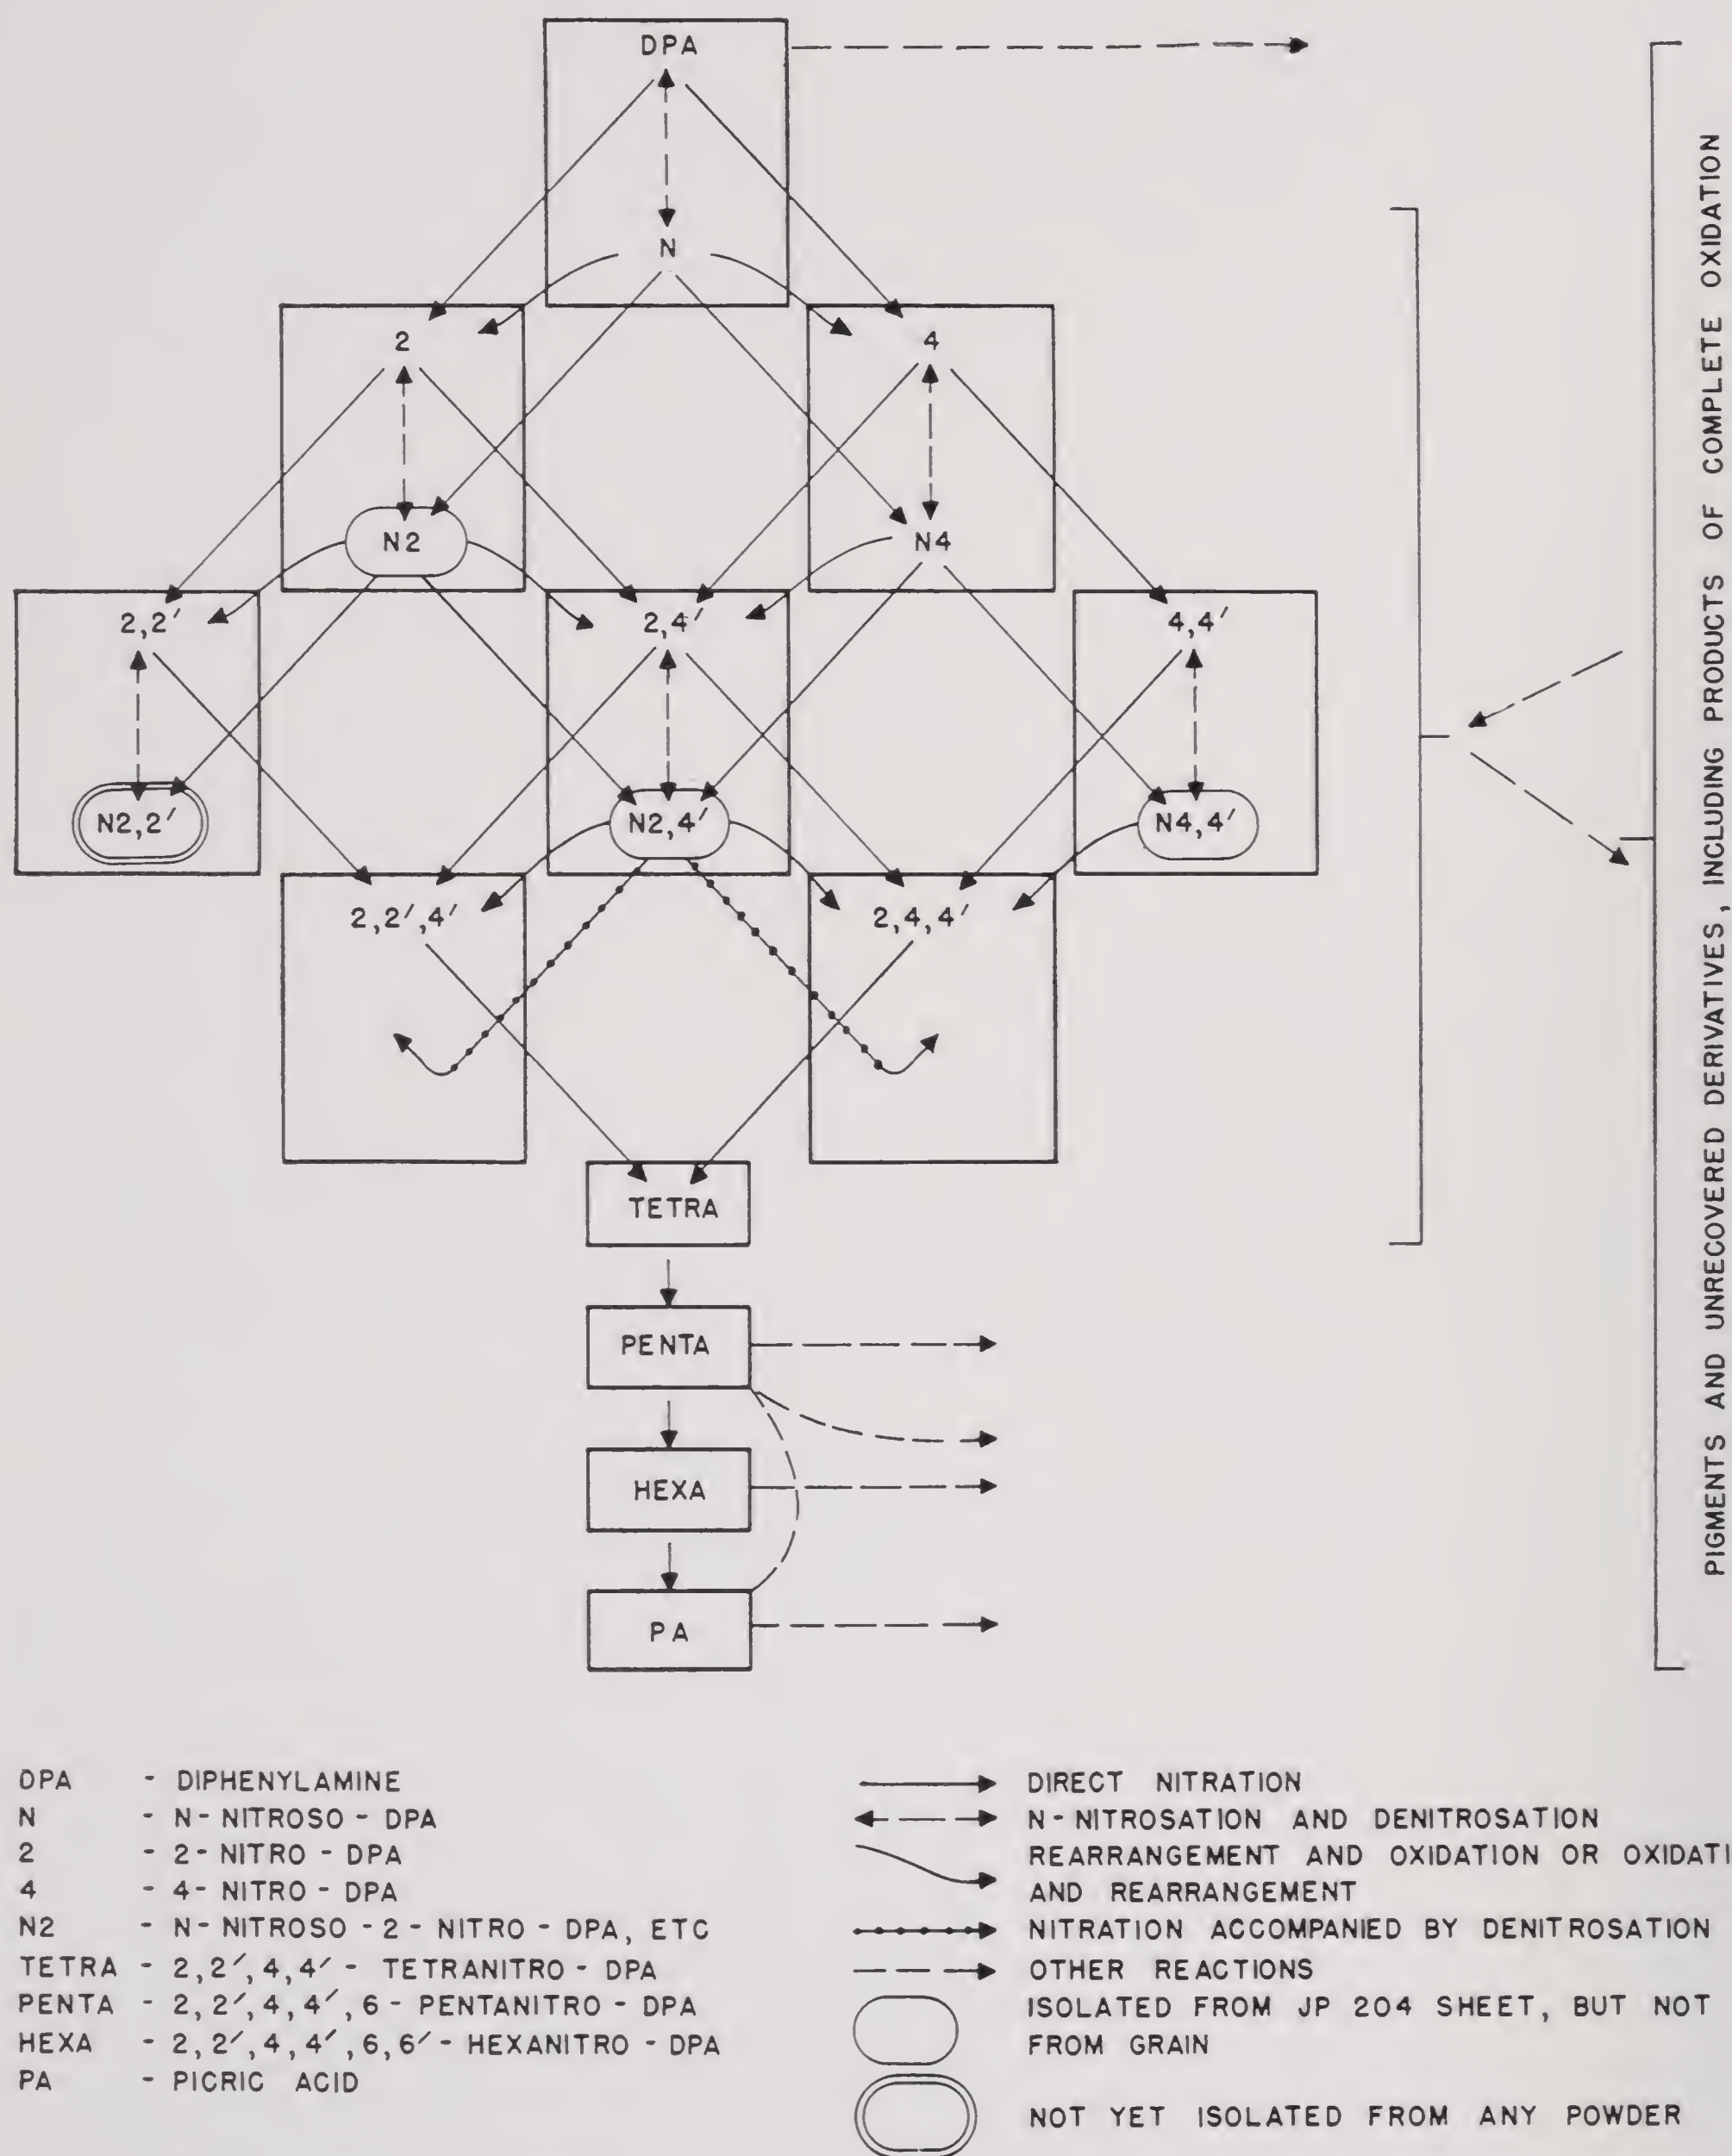 DPA
N
2
4
N2
N4
2,2′
2,4′
4,4′
N2,2′
N2,4′
N4,4′
2,2′,4′
2,4,4′
TETRA
PENTA
HEXA
PA
PIGMENTS AND UNRECOVERED DERIVATIVES, INCLUDING PRODUCTS OF COMPLETE OXIDATION
DPA - DIPHENYLAMINE
N - N-NITROSO-DPA
2 - 2-NITRO-DPA
4 - 4-NITRO-DPA
N2 - N-NITROSO-2-NITRO-DPA, ETC
TETRA - 2,2′,4,4′- TETRANITRO-DPA
PENTA - 2,2′,4,4′,6-PENTANITRO-DPA
HEXA - 2,2′,4,4′,6,6′-HEXANITRO-DPA
PA - PICRIC ACID
DIRECT NITRATION
N-NITROSATION AND DENITROSATION
REARRANGEMENT AND OXIDATION OR OXIDATI
AND REARRANGEMENT
NITRATION ACCOMPANIED BY DENITROSATION
OTHER REACTIONS
ISOLATED FROM JP 204 SHEET, BUT NOT
FROM GRAIN
NOT YET ISOLATED FROM ANY POWDER